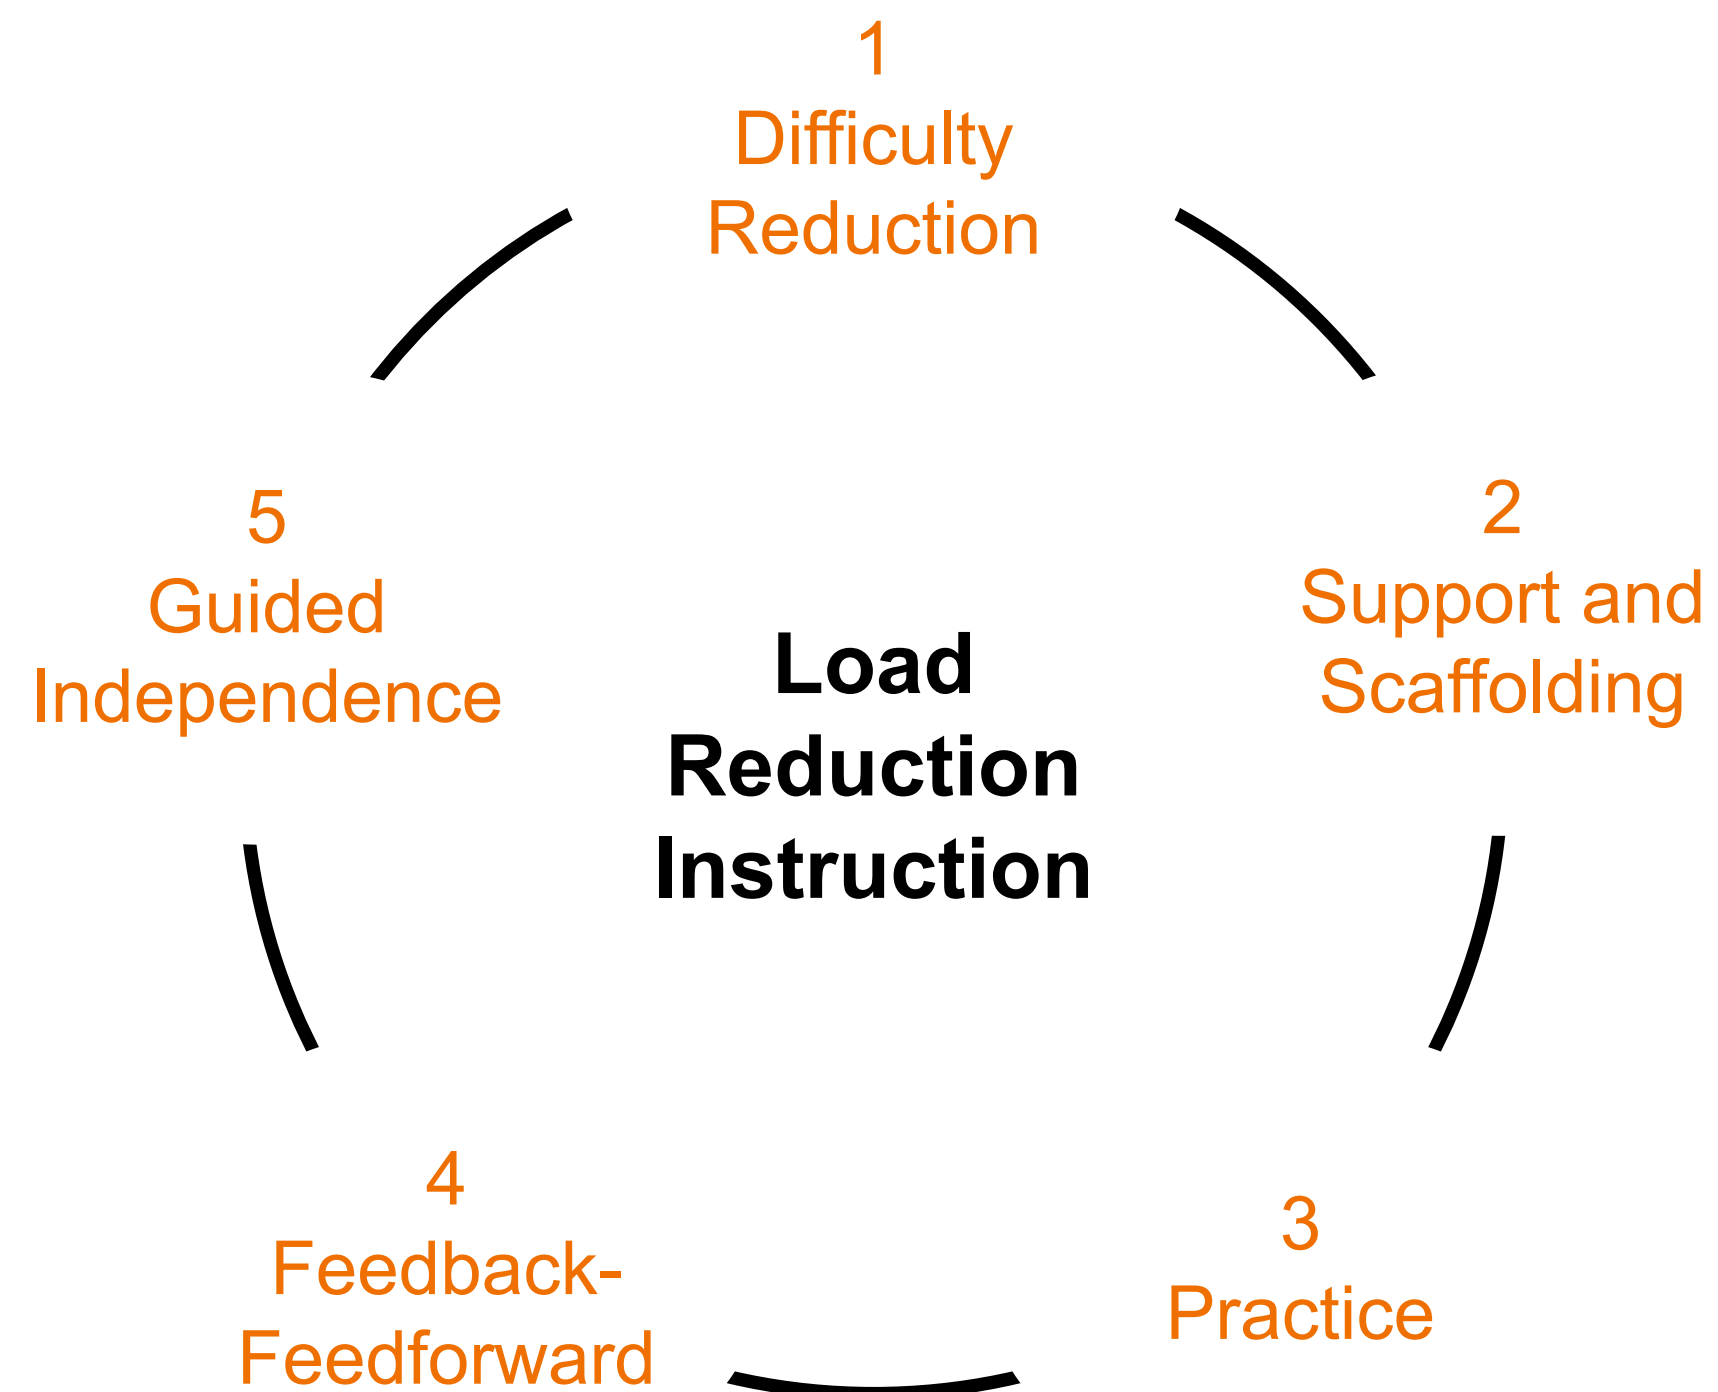 1
Difficulty
Reduction
2
Support and
Scaffolding
3
Practice
4
Feedback-
Feedforward
5
Guided
Independence
Load
Reduction
Instruction